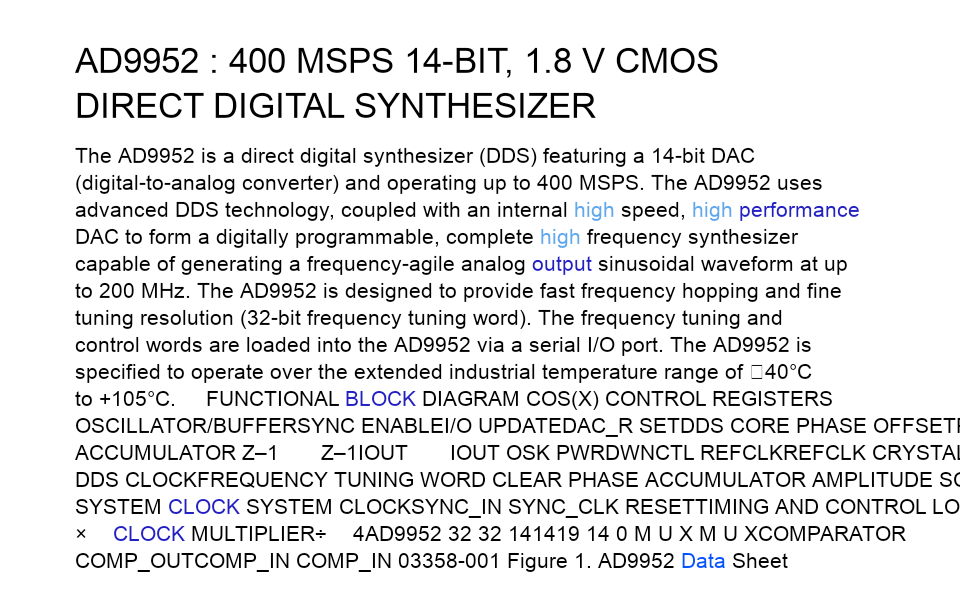 AD9952 : 400 MSPS 14-BIT, 1.8 V CMOS
DIRECT DIGITAL SYNTHESIZER
The AD9952 is a direct digital synthesizer (DDS) featuring a 14-bit DAC
(digital-to-analog converter) and operating up to 400 MSPS. The AD9952 uses
advanced DDS technology, coupled with an internal high speed, high performance
DAC to form a digitally programmable, complete high frequency synthesizer
capable of generating a frequency-agile analog output sinusoidal waveform at up
to 200 MHz. The AD9952 is designed to provide fast frequency hopping and fine
tuning resolution (32-bit frequency tuning word). The frequency tuning and
control words are loaded into the AD9952 via a serial I/O port. The AD9952 is
specified to operate over the extended industrial temperature range of □40°C
to +105°C. FUNCTIONAL BLOCK DIAGRAM COS(X) CONTROL REGISTERS
OSCILLATOR/BUFFERSYNC ENABLEI/O UPDATEDAC_R SETDDS CORE PHASE OFFSET
ACCUMULATOR Z–1 Z–1IOUT IOUT OSK PWRDWNCTL REFCLKREFCLK CRYSTAL
DDS CLOCKFREQUENCY TUNING WORD CLEAR PHASE ACCUMULATOR AMPLITUDE SC
SYSTEM CLOCK SYSTEM CLOCKSYNC_IN SYNC_CLK RESETTIMING AND CONTROL LO
× CLOCK MULTIPLIER÷ 4AD9952 32 32 141419 14 0 M U X M U XCOMPARATOR
COMP_OUTCOMP_IN COMP_IN 03358-001 Figure 1. AD9952 Data Sheet